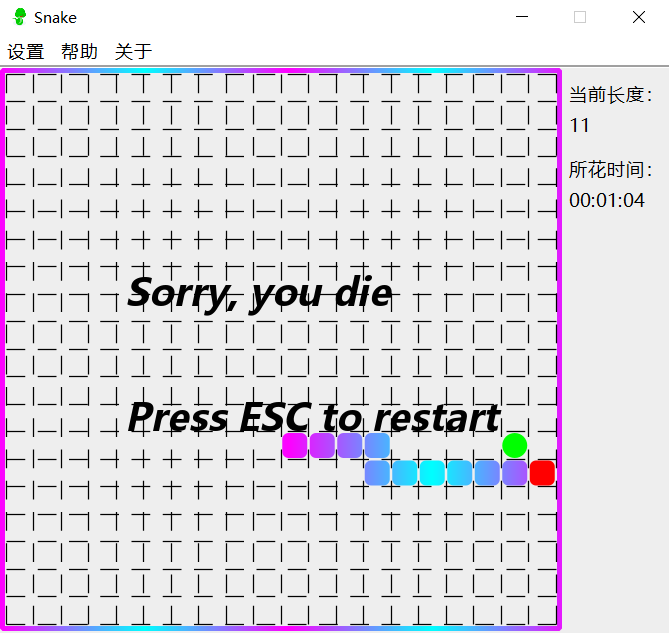 Snake
设置 帮助 关于
当前长度：
11
所花时间：
00:01:04
Sorry, you die
Press ESC to restart